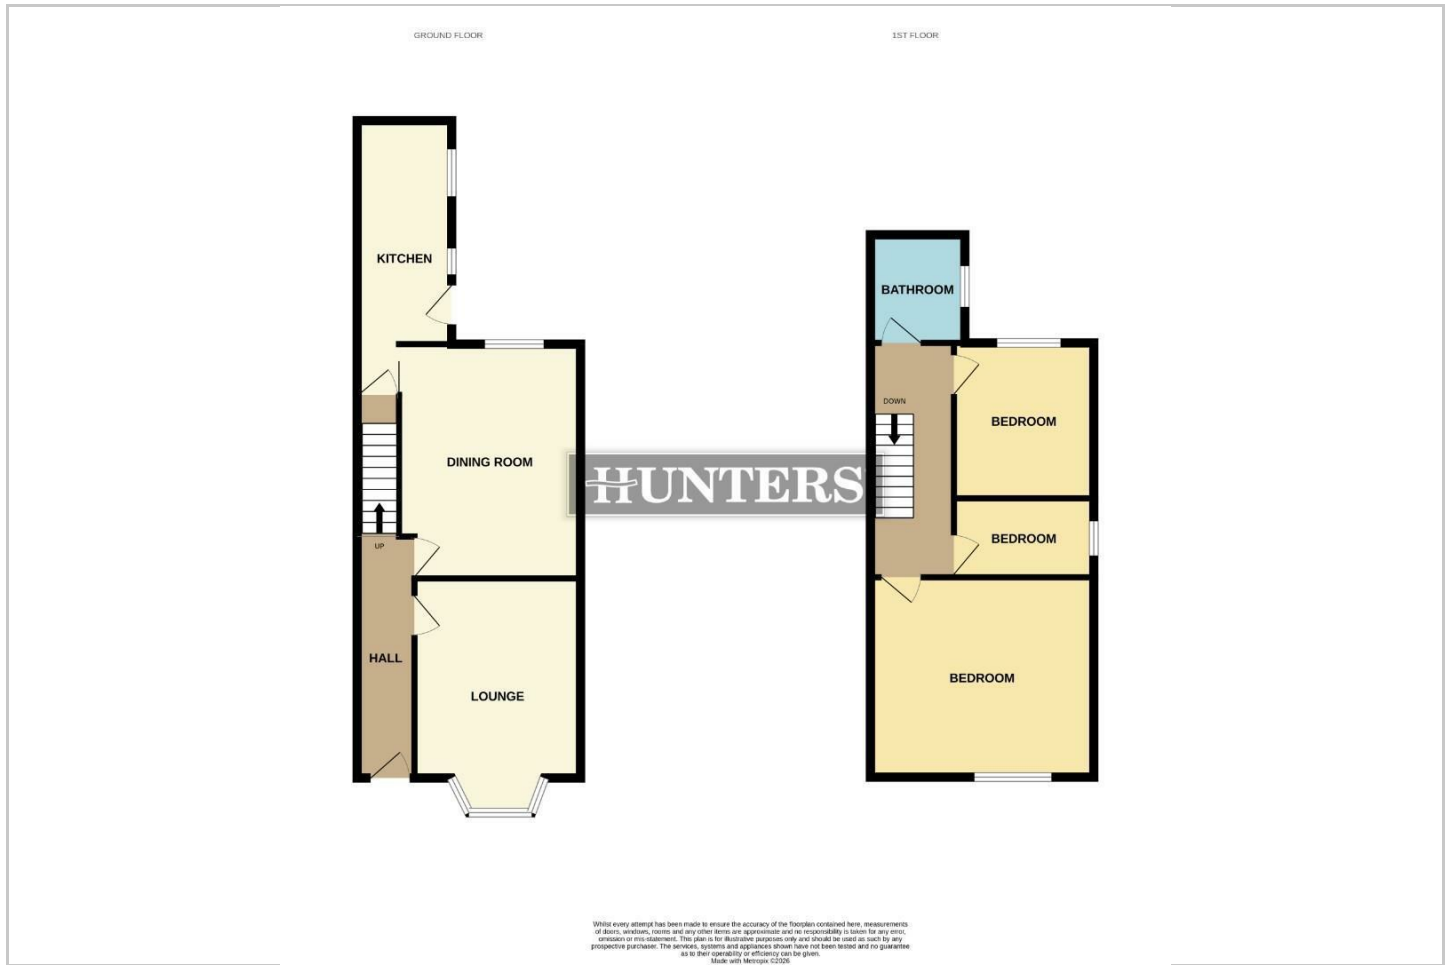 GROUND FLOOR
1ST FLOOR
KITCHEN
BATHROOM
DOWN
BEDROOM
DINING ROOM
HUNTERS
BEDROOM
UP
HALL
LOUNGE
BEDROOM
Whilst every attempt has been made to ensure the accuracy of the floorplan contained here, measurements
of doors, windows, rooms and any other items are approximate and no responsibility is taken for any error,
omission or mis-statement. This plan is for illustrative purposes only and should be used as such by any
prospective purchaser. The services, systems and appliances shown have not been tested and no guarantee
as to their operability or efficiency can be given.
Made with Metropix ©2026